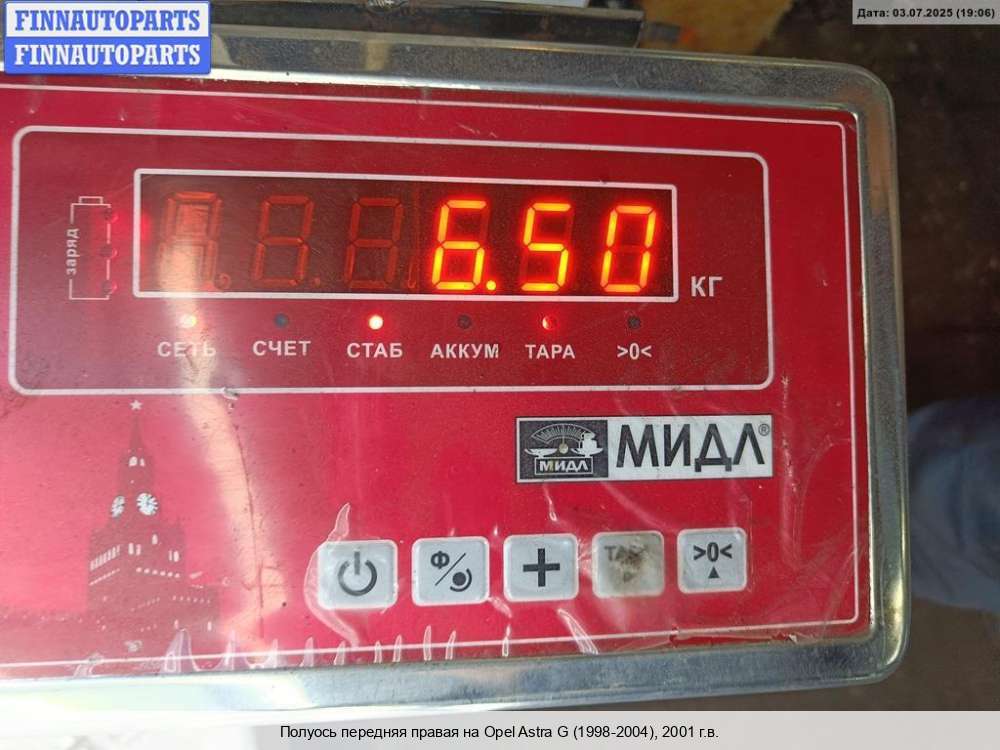 FINNAUTOPARTS
FINNAUTOPARTS
Дата: 03.07.2025 (19:06)
заряд
6.50
КГ
СЕТЬ СЧЕТ СТАБ АККУМ ТАРА >0<
МИДЛ
МИДЛ®
Ф/ + ТАРА >0<
Полуось передняя правая на Opel Astra G (1998-2004), 2001 г.в.